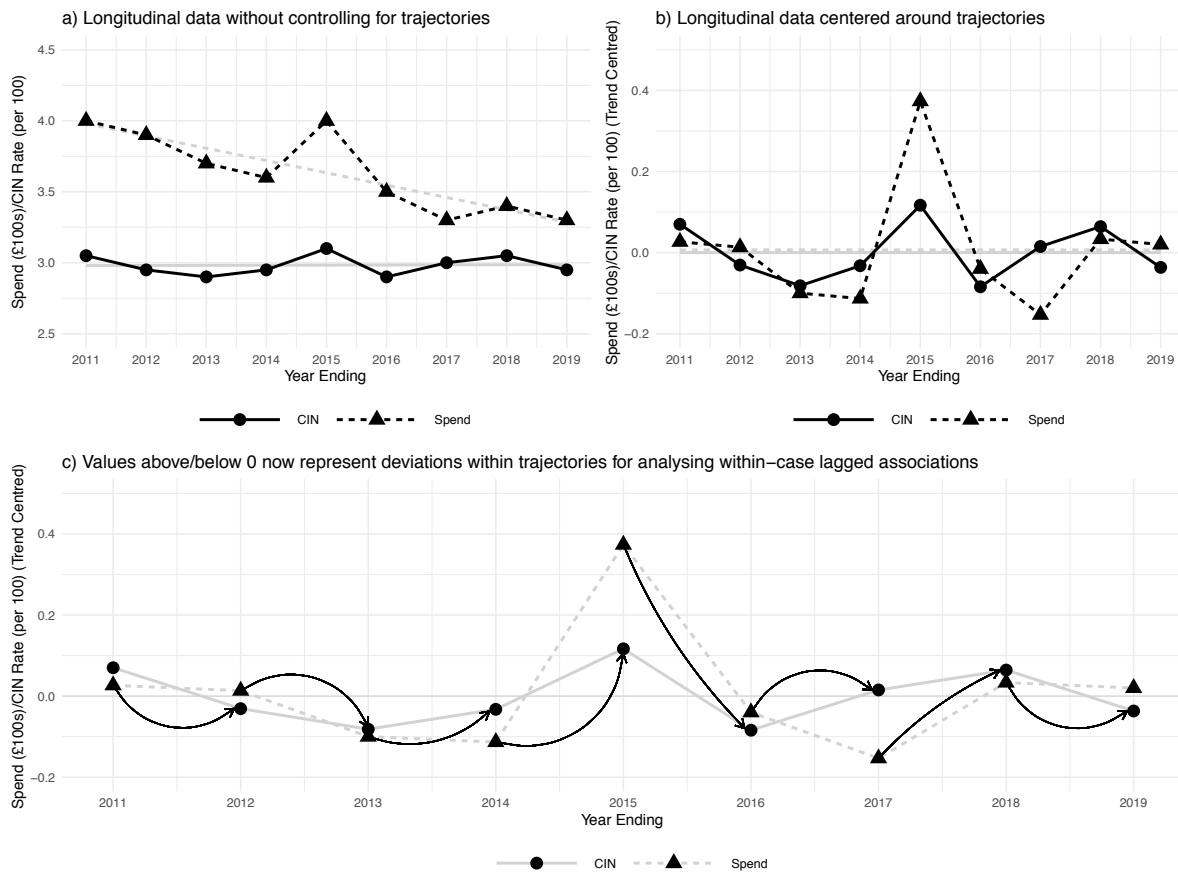 a) Longitudinal data without controlling for trajectories
Spend (£100s)/CIN Rate (per 100)
4.5
4.0
3.5
3.0
2.5
2011 2012 2013 2014 2015 2016 2017 2018 2019
Year Ending
CIN Spend
b) Longitudinal data centered around trajectories
Spend (£100s)/CIN Rate (per 100) (Trend Centred)
0.4
0.2
0.0
−0.2
2011 2012 2013 2014 2015 2016 2017 2018 2019
Year Ending
CIN Spend
c) Values above/below 0 now represent deviations within trajectories for analysing within−case lagged associations
Spend (£100s)/CIN Rate (per 100) (Trend Centred)
0.4
0.2
0.0
−0.2
2011 2012 2013 2014 2015 2016 2017 2018 2019
Year Ending
CIN Spend